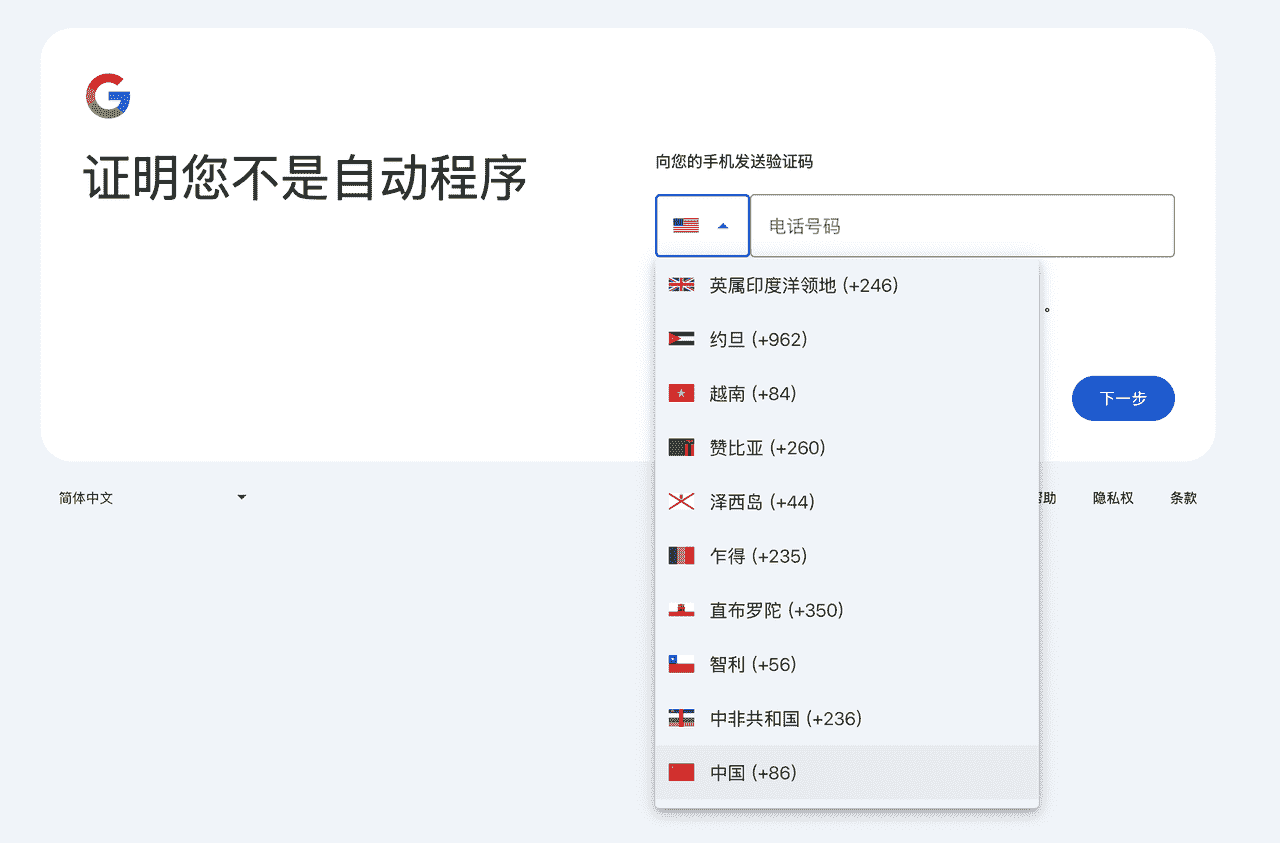 证明您不是自动程序
向您的手机发送验证码
电话号码
英属印度洋领地 (+246)
。
约旦 (+962)
越南 (+84)
下一步
赞比亚 (+260)
简体中文
助
隐私权
条款
泽西岛 (+44)
乍得 (+235)
直布罗陀 (+350)
智利 (+56)
中非共和国 (+236)
中国 (+86)